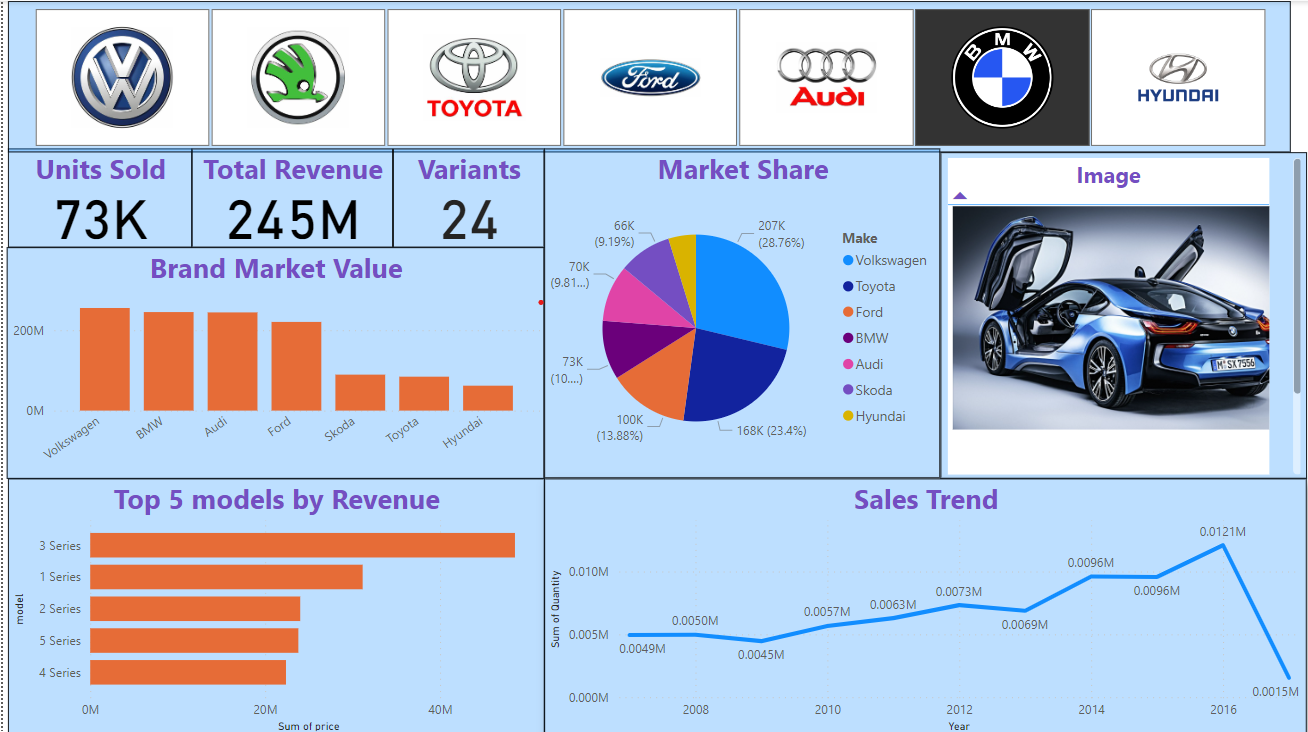 TOYOTA
Ford
Audi
BMW
HYUNDAI
Units Sold
73K
Total Revenue
245M
Variants
24
Brand Market Value
200M
0M
Volkswagen
BMW
Audi
Ford
Skoda
Toyota
Hyundai
Market Share
207K
(28.76%)
168K (23.4%)
100K
(13.88%)
73K
(10....)
70K
(9.81...)
66K
(9.19%)
Make
Volkswagen
Toyota
Ford
BMW
Audi
Skoda
Hyundai
Image
M SX 7556
Top 5 models by Revenue
model
3 Series
1 Series
2 Series
5 Series
4 Series
0M
20M
40M
Sum of price
Sales Trend
Sum of Quantity
0.010M
0.005M
0.000M
0.0049M
0.0050M
0.0045M
0.0057M
0.0063M
0.0073M
0.0069M
0.0096M
0.0096M
0.0121M
0.0015M
2008
2010
2012
2014
2016
Year